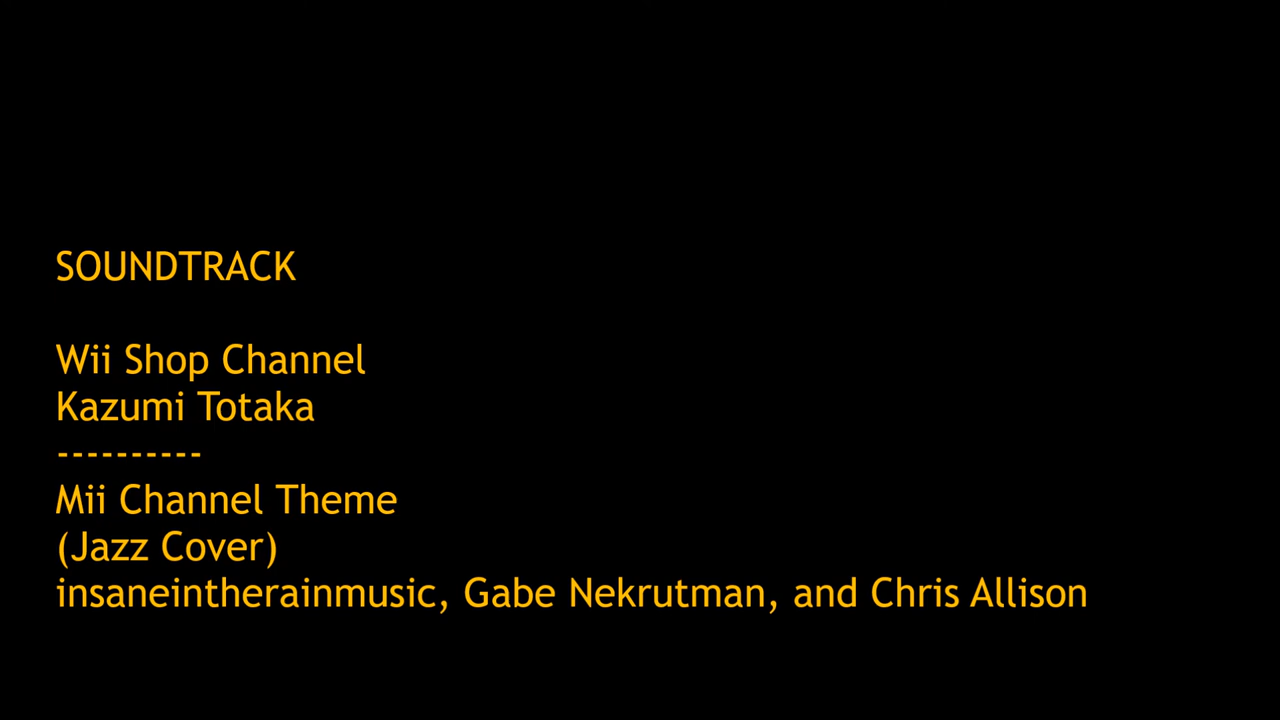 SOUNDTRACK
Wii Shop Channel
Kazumi Totaka
----------
Mii Channel Theme
(Jazz Cover)
insaneintherainmusic, Gabe Nekrutman, and Chris Allison